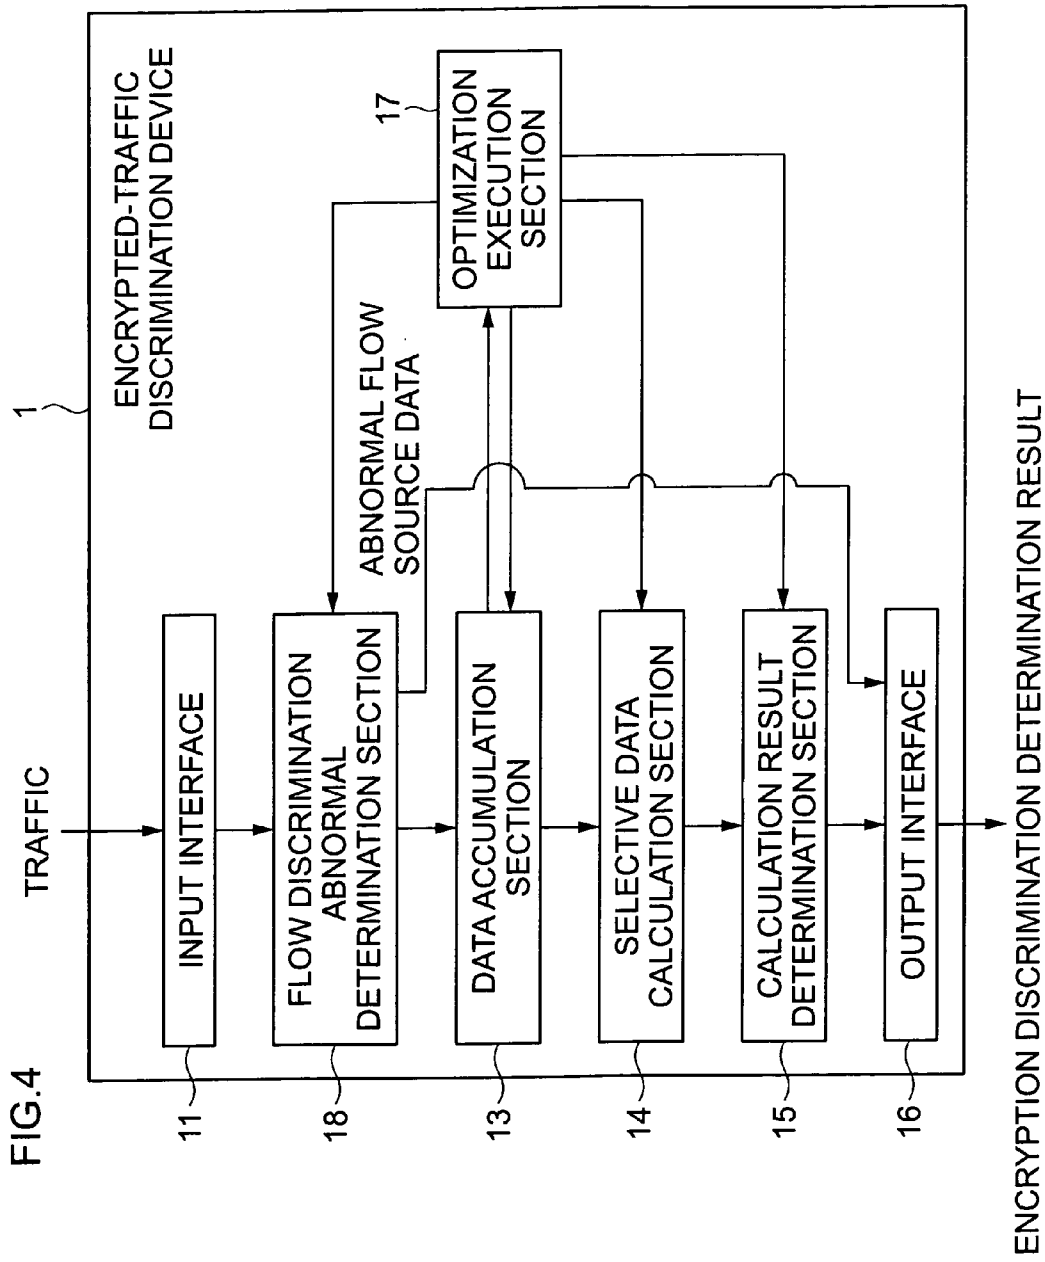 FIG.4
1
ENCRYPTED-TRAFFIC
DISCRIMINATION DEVICE
TRAFFIC
11
INPUT INTERFACE
18
FLOW DISCRIMINATION
ABNORMAL
DETERMINATION SECTION
ABNORMAL FLOW
SOURCE DATA
17
OPTIMIZATION
EXECUTION
SECTION
13
DATA ACCUMULATION
SECTION
14
SELECTIVE DATA
CALCULATION SECTION
15
CALCULATION RESULT
DETERMINATION SECTION
16
OUTPUT INTERFACE
ENCRYPTION DISCRIMINATION DETERMINATION RESULT